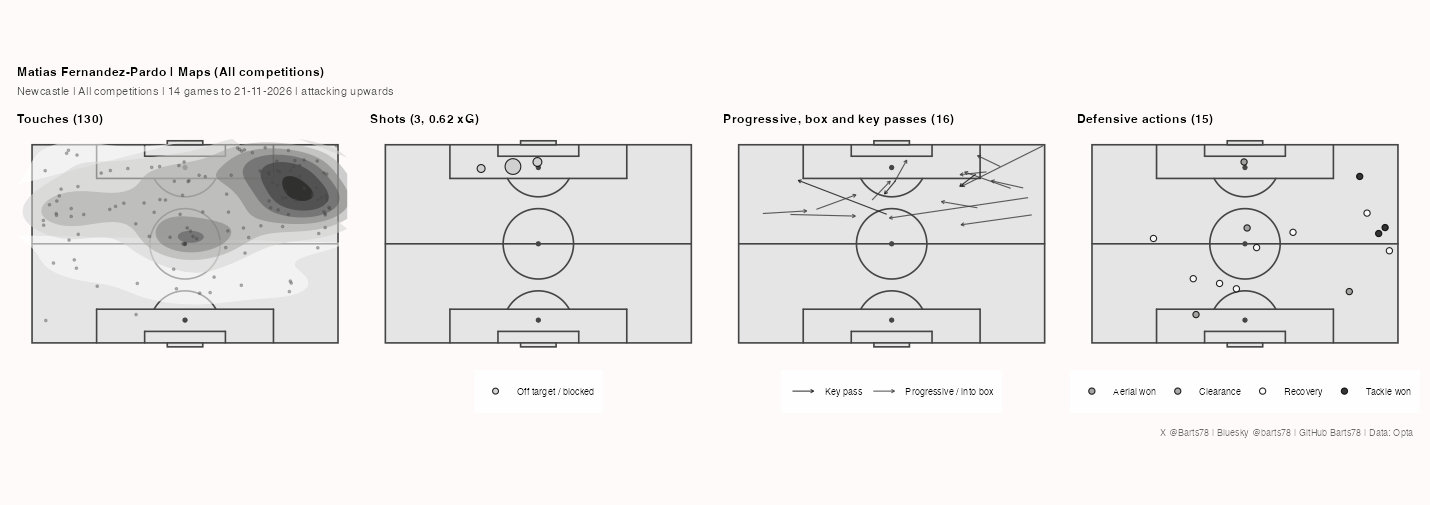 Matias Fernandez-Pardo | Maps (All competitions)
Newcastle | All competitions | 14 games to 21-11-2026 | attacking upwards
Touches (130)
Shots (3, 0.62 xG)
Progressive, box and key passes (16)
Defensive actions (15)
Off target / blocked
Key pass
Progressive / into box
Aerial won
Clearance
Recovery
Tackle won
X @Barts78 | Bluesky @barts78 | GitHub Barts78 | Data: Opta